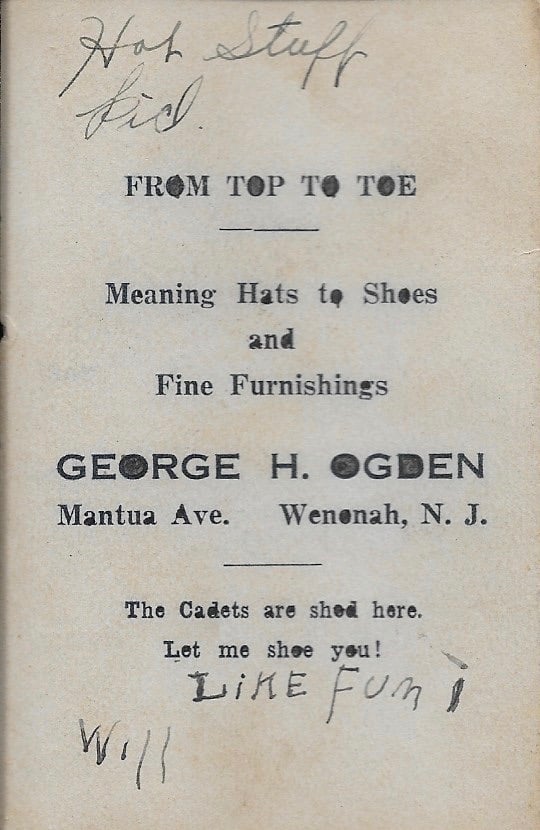 Hot Stuff
Kid.
FROM TOP TO TOE
Meaning Hats to Shoes
and
Fine Furnishings
GEORGE H. OGDEN
Mantua Ave. Wenonah, N. J.
The Cadets are shod here.
Let me shoe you!
LiKE FUN I
Will